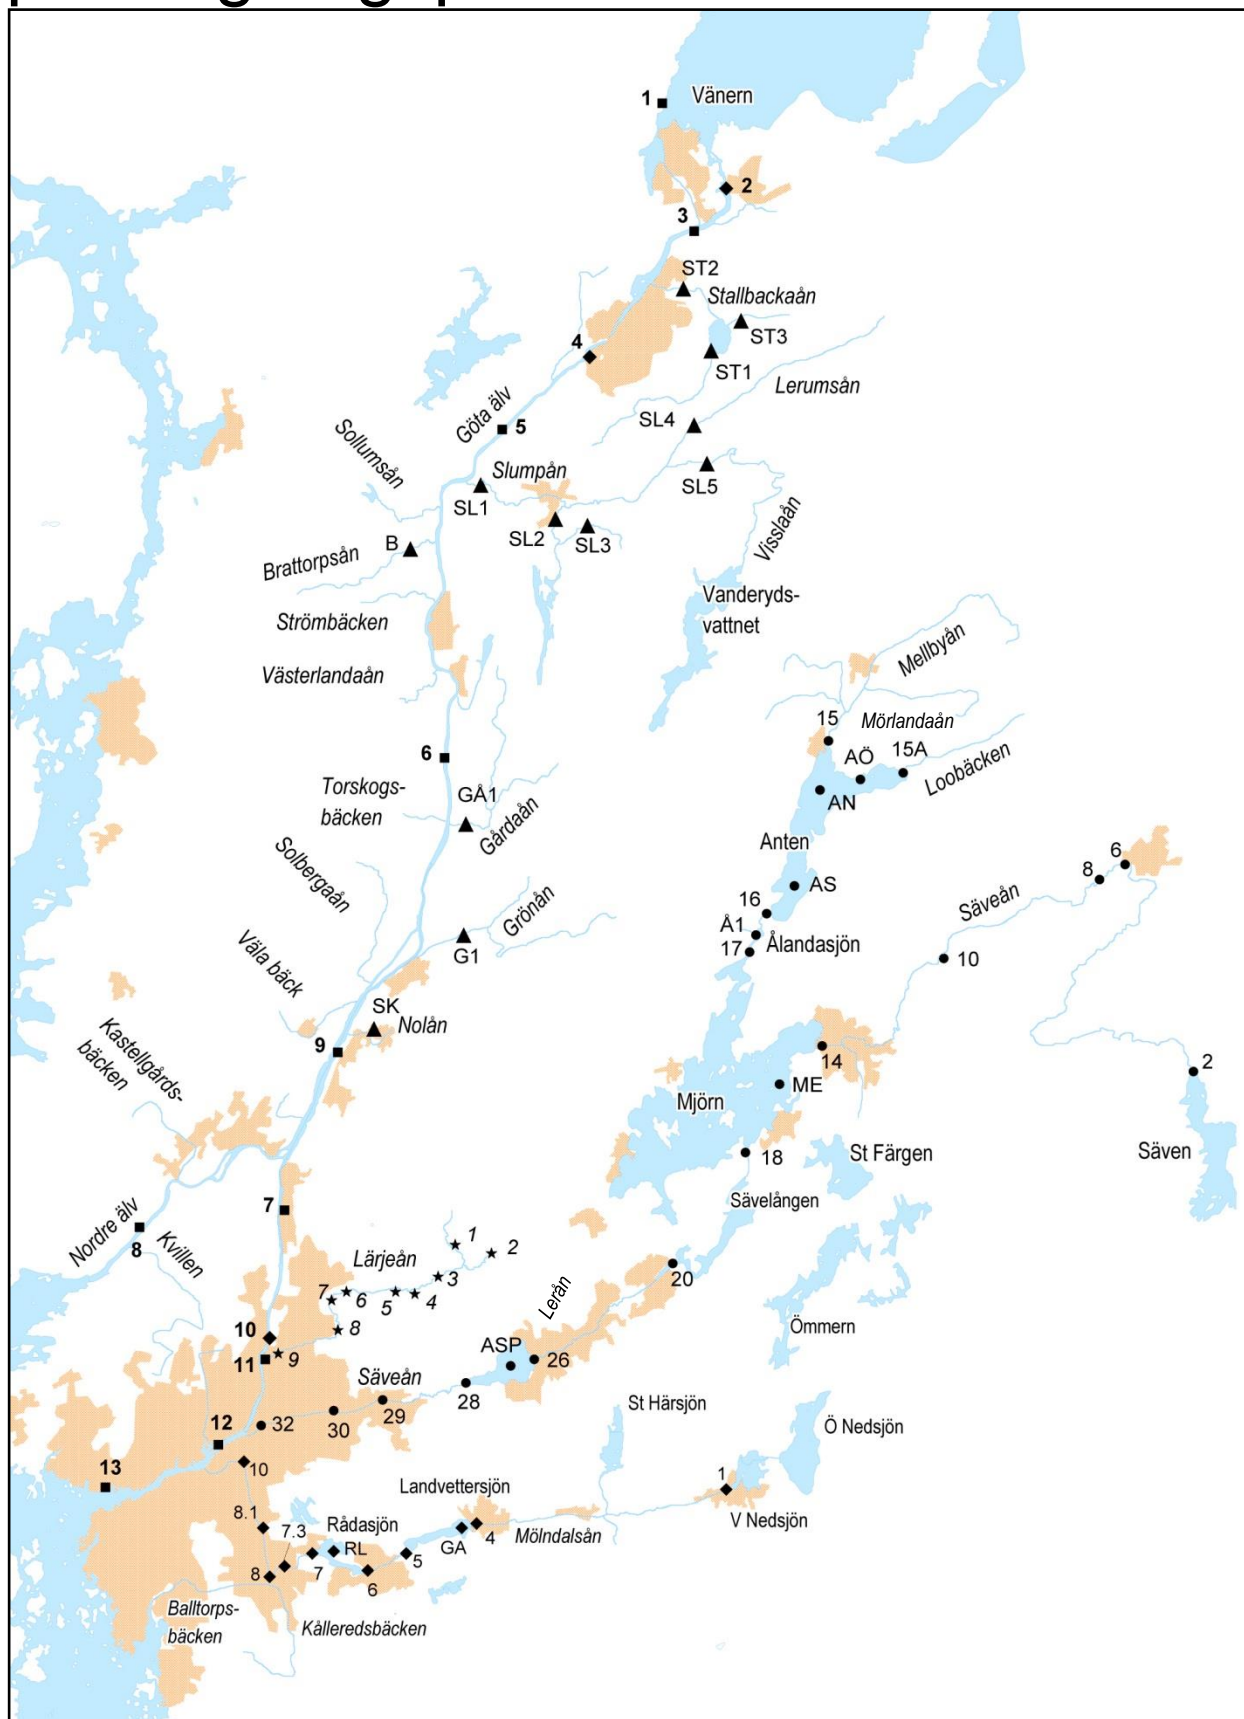 1
Vänern
2
3
ST2
Stallbackaån
ST3
4
ST1
Lerumsån
Göta älv
SL4
5
Sollumsån
Slumpån
SL5
SL1
Visslaån
SL2
SL3
B
Brattorpsån
Vanderyds-
vattnet
Strömbäcken
Mellbyån
Västerlandaån
15
Mörlandaån
6
AÖ
15A
Loobäcken
Torskogs-
bäcken
GÅ1
AN
Gårdaån
Anten
Solbergaån
6
8
AS
Säveån
16
Grönån
Å1
Ålandasjön
17
G1
10
Väla bäck
SK
Nolån
Kastellgårds-
bäcken
9
14
2
ME
Mjörn
18
St Färgen
Säven
Sävelången
7
Nordre älv
8
Kvillen
1
2
Lärjeån
3
20
7
6
5
4
Lerån
8
Ömmern
10
ASP
26
11
9
Säveån
28
29
St Härsjön
32
30
12
Ö Nedsjön
10
13
1
Landvettersjön
8.1
V Nedsjön
7.3
Rådasjön
4
Mölndalsån
RL
GA
7
5
8
6
Balltorps-
bäcken
Kålleredsbäcken